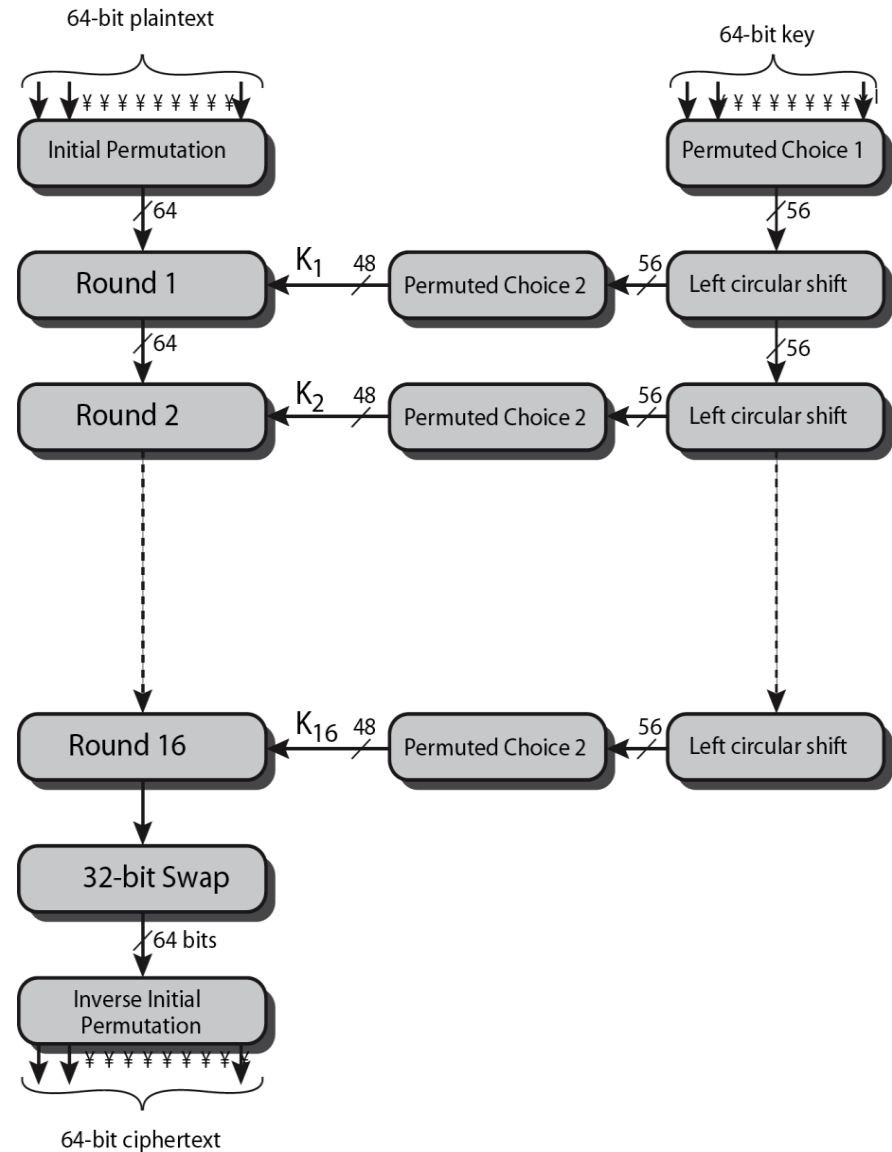 64-bit plaintext
64-bit key
¥ ¥ ¥ ¥ ¥ ¥ ¥ ¥ ¥
¥ ¥ ¥ ¥ ¥ ¥ ¥ ¥
Initial Permutation
Permuted Choice 1
64
56
Round 1
K1
48
Permuted Choice 2
56
Left circular shift
64
56
Round 2
K2
48
Permuted Choice 2
56
Left circular shift
Round 16
K16
48
Permuted Choice 2
56
Left circular shift
32-bit Swap
64 bits
Inverse Initial
Permutation
¥ ¥ ¥ ¥ ¥ ¥ ¥ ¥ ¥
64-bit ciphertext